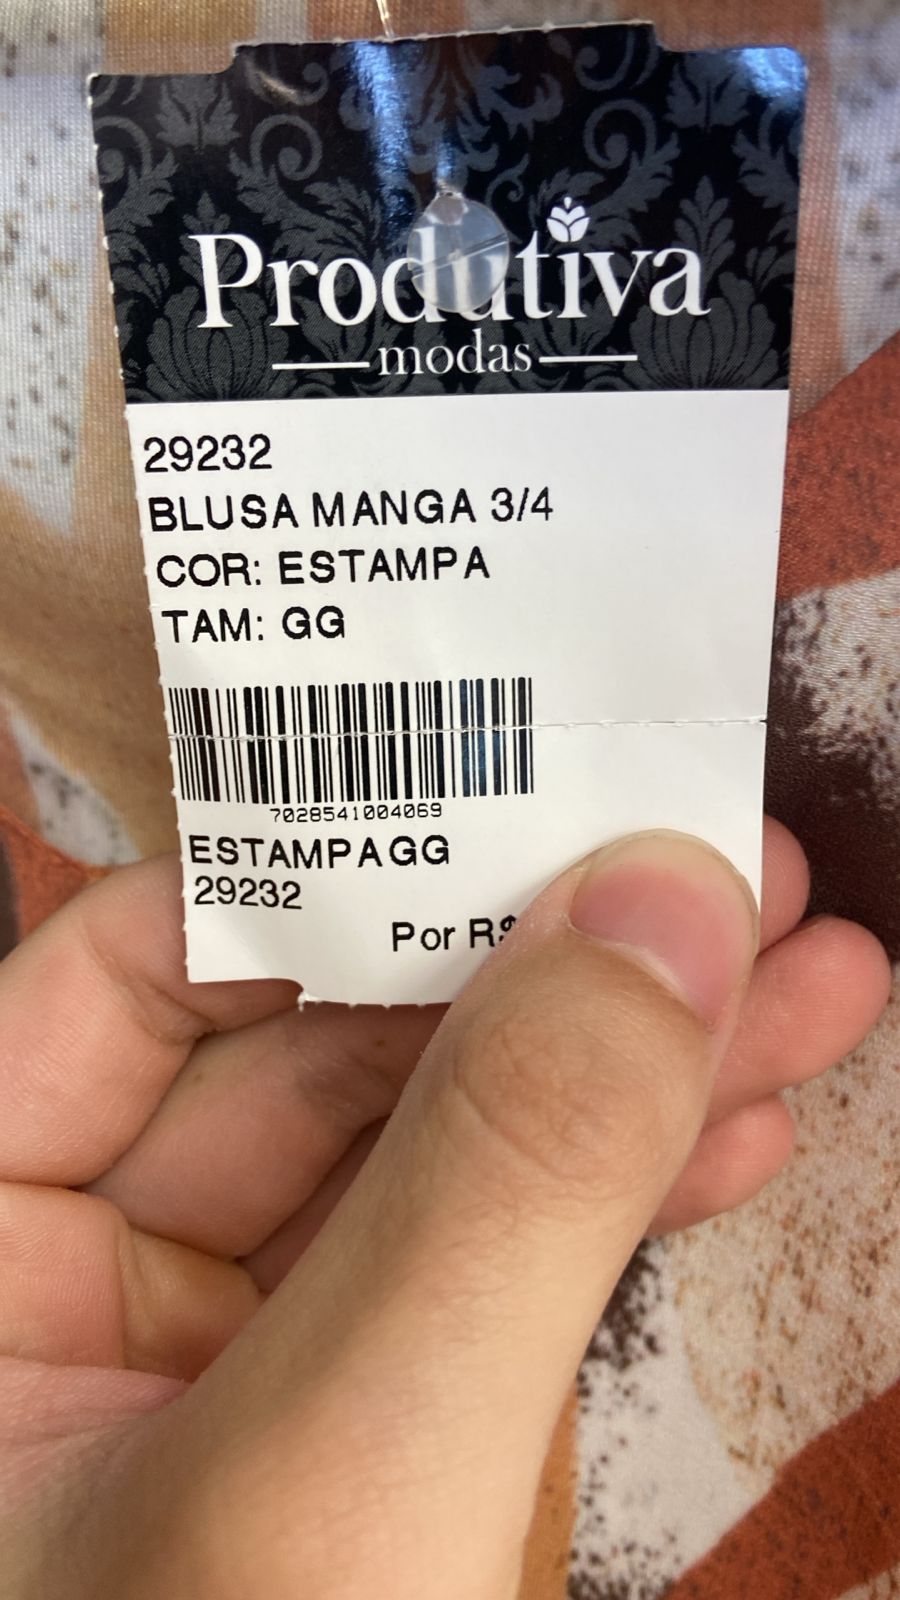 Produtiva
modas
29232
BLUSA MANGA 3/4
COR: ESTAMPA
TAM: GG
7028541004069
ESTAMPAGG
29232
Por R$